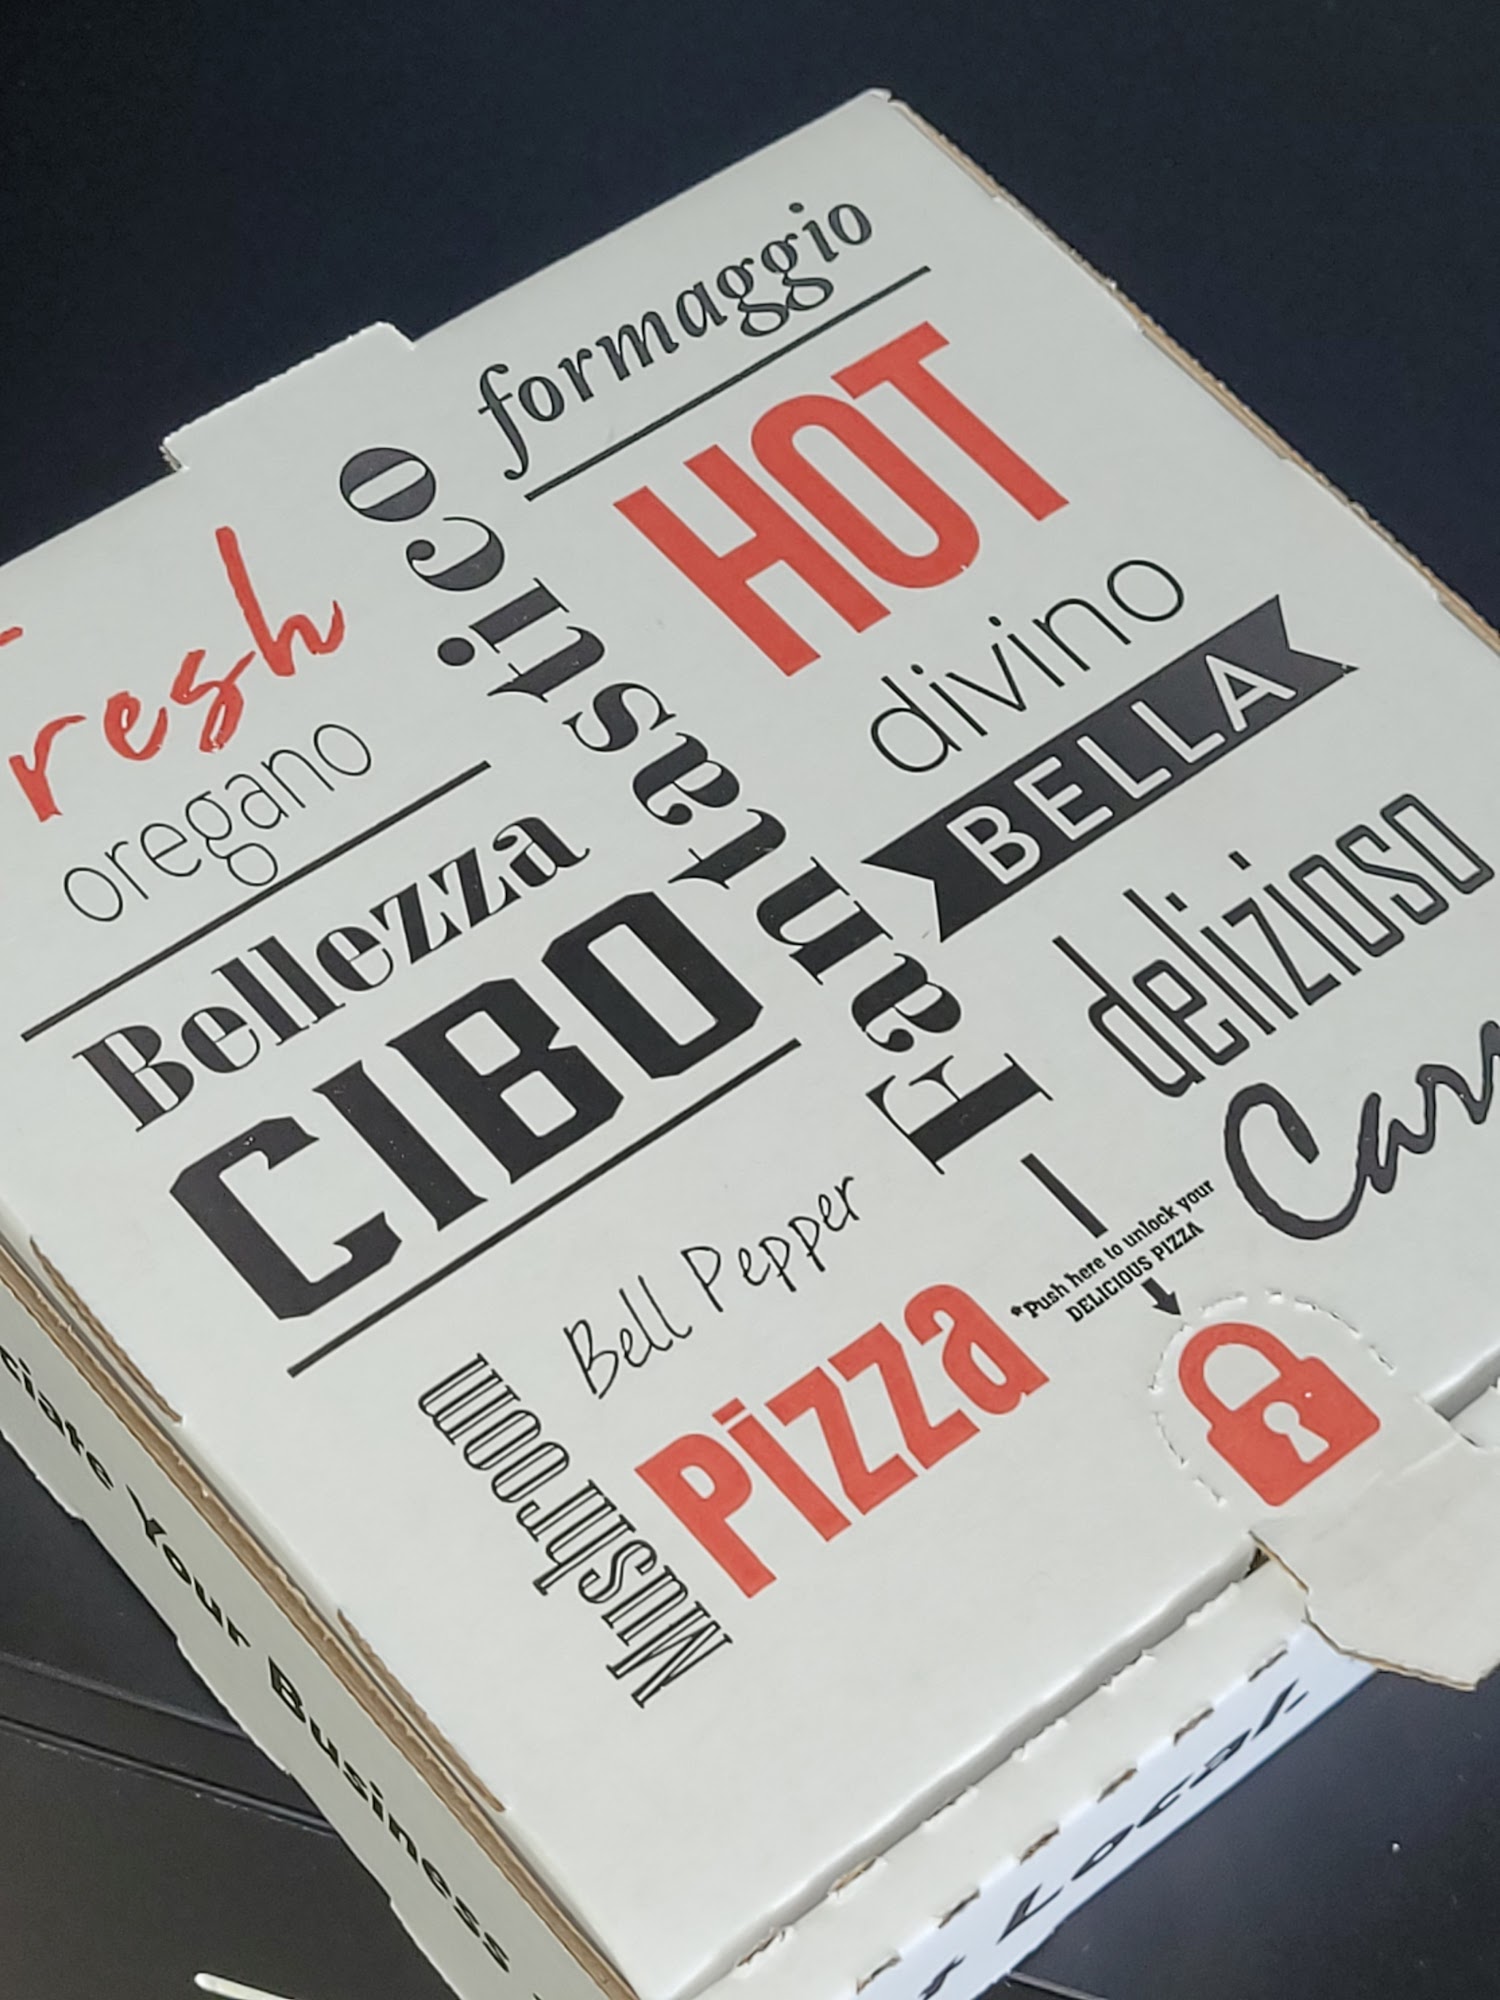 formaggio
HOT
divino
BELLA
delizioso
Fantastico
fresh
oregano
Bellezza
CIBO
Bell Pepper
Pizza
Mushroom
*Push here to unlock your
DELICIOUS PIZZA
Your Business
Local